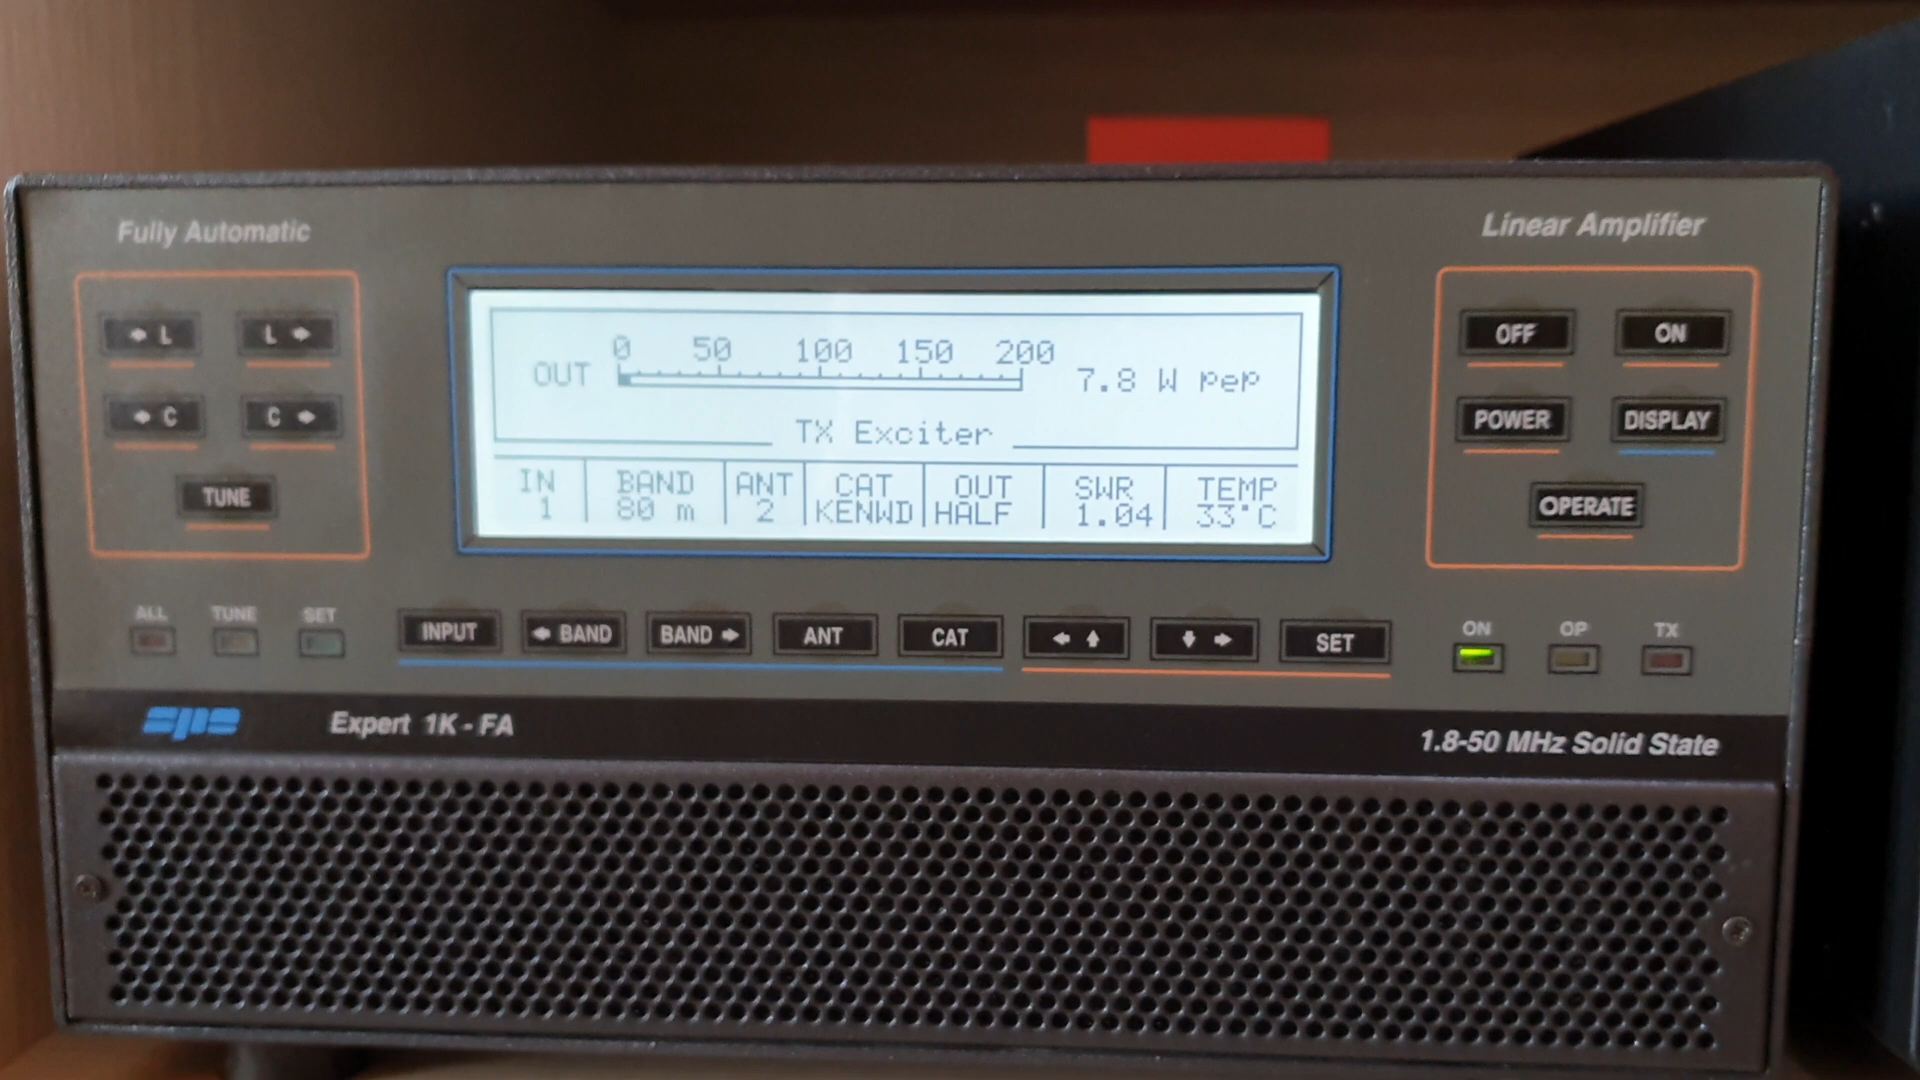 Fully Automatic
Linear Amplifier
L
L
C
C
TUNE
0 50 100 150 200
OUT
7.8 W pep
TX Exciter
IN BAND ANT CAT OUT SWR TEMP
1 80 m 2 KENWD HALF 1.04 33°C
OFF ON
POWER DISPLAY
OPERATE
ALL TUNE SET
INPUT BAND BAND ANT CAT SET
ON OP TX
spe Expert 1K-FA
1.8-50 MHz Solid State